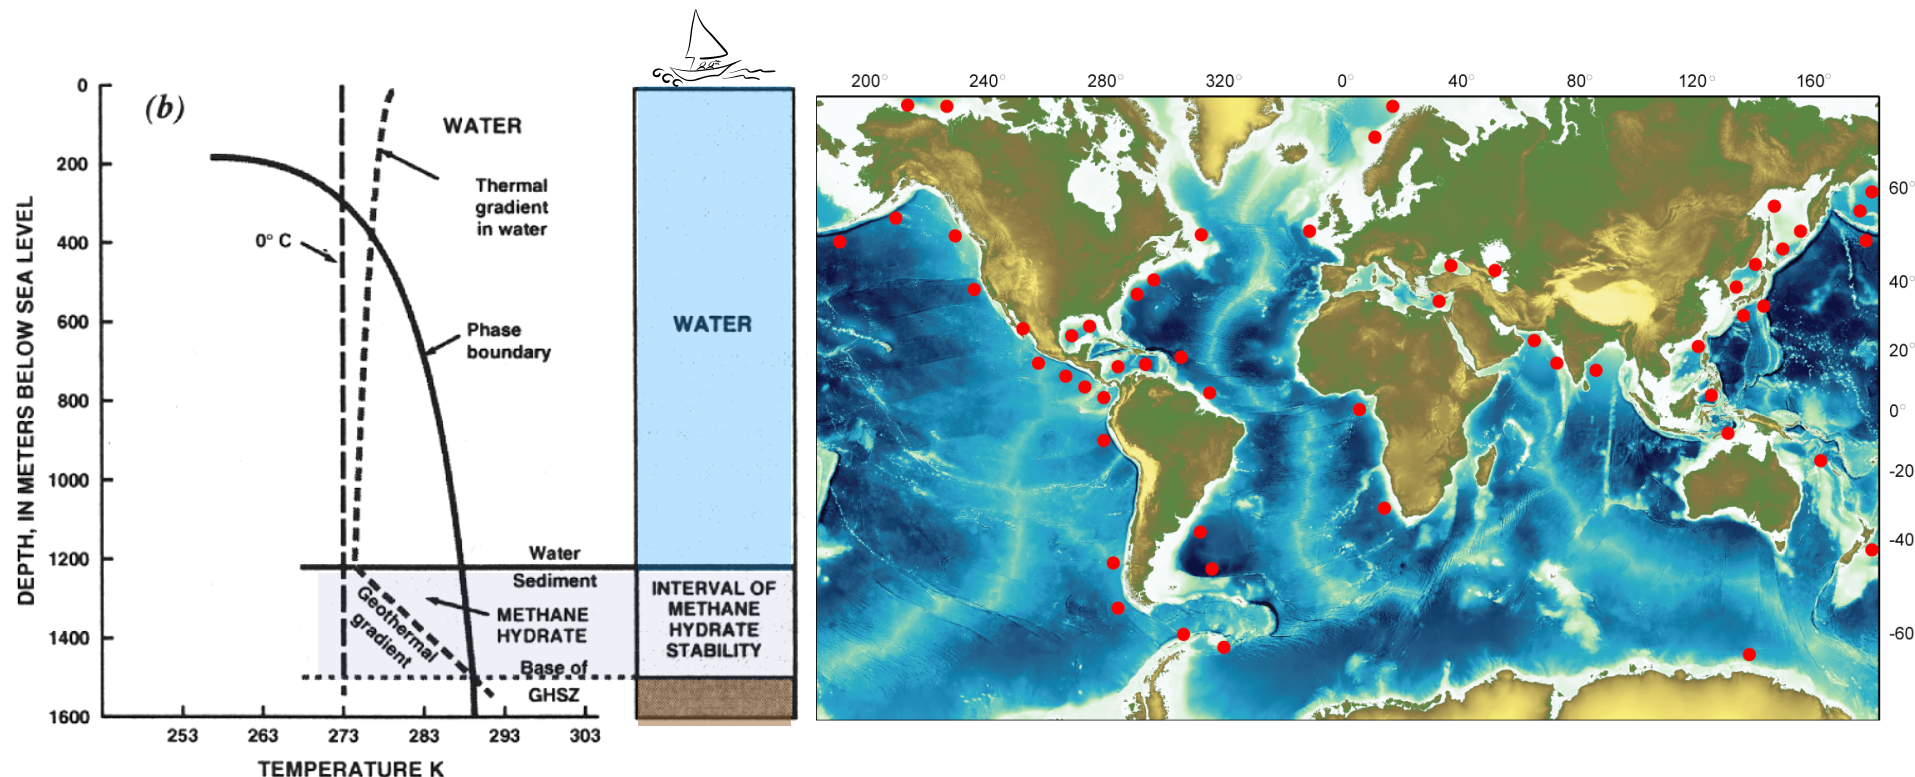 (b)
DEPTH, IN METERS BELOW SEA LEVEL
0
200
400
600
800
1000
1200
1400
1600
WATER
Thermal
gradient
in water
0° C
Phase
boundary
Water
Sediment
METHANE
HYDRATE
Geothermal
gradient
Base of
GHSZ
253 263 273 283 293 303
TEMPERATURE K
WATER
INTERVAL OF
METHANE
HYDRATE
STABILITY
200° 240° 280° 320° 0° 40° 80° 120° 160°
60°
40°
20°
0°
-20
-40
-60